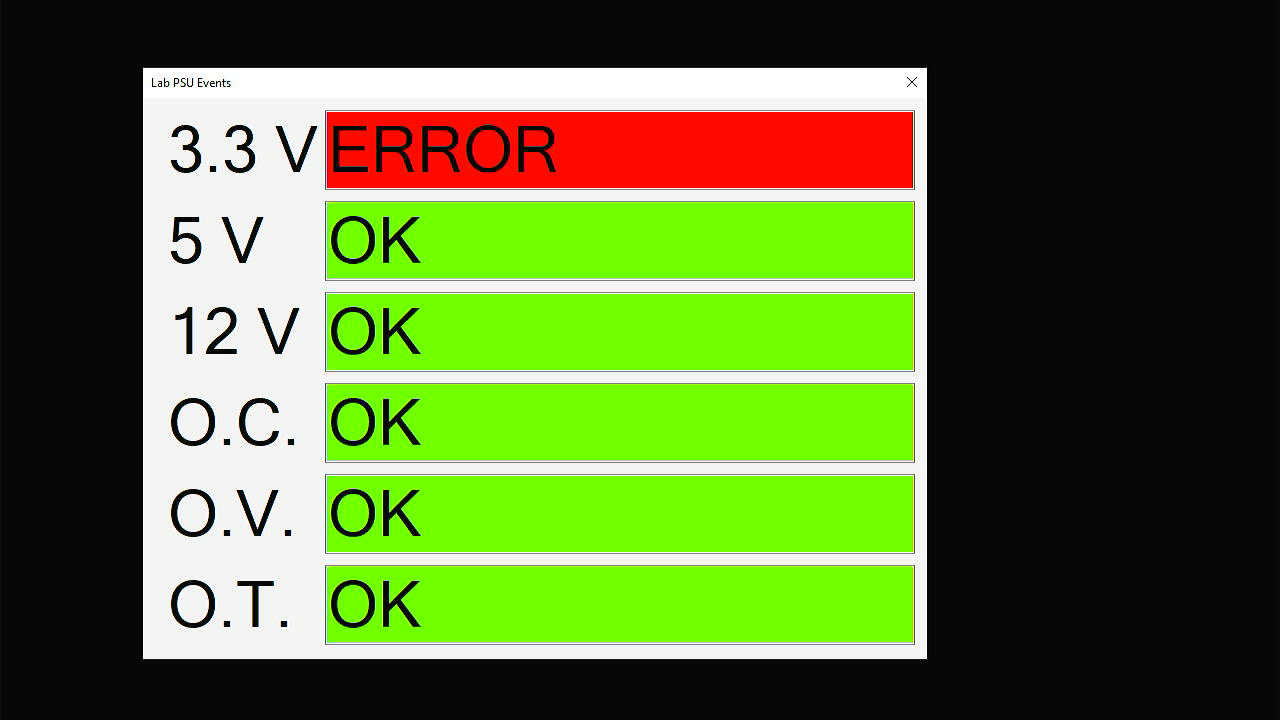 Lab PSU Events
3.3 V ERROR
5 V OK
12 V OK
O.C. OK
O.V. OK
O.T. OK